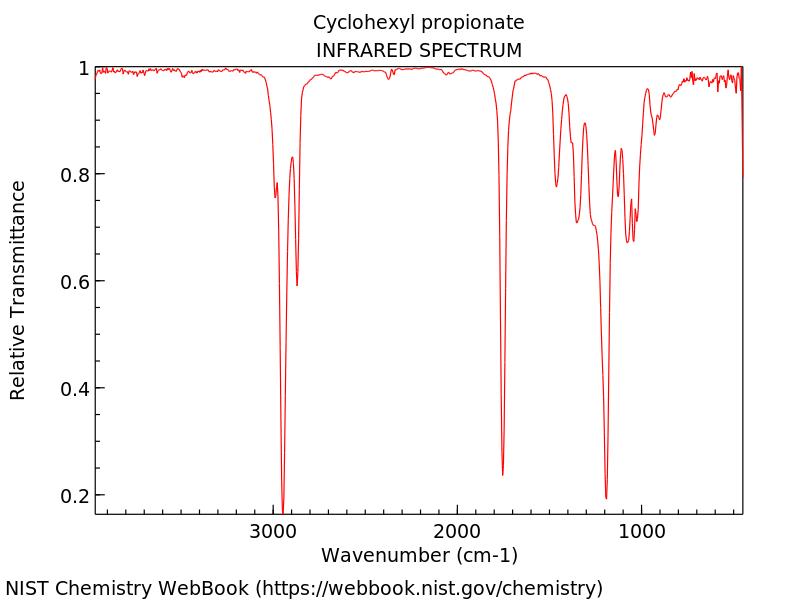 Cyclohexyl propionate
INFRARED SPECTRUM
1
0.8
0.6
0.4
0.2
Relative Transmittance
3000 2000 1000
Wavenumber (cm-1)
NIST Chemistry WebBook (https://webbook.nist.gov/chemistry)